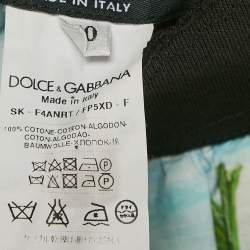 IN ITALY
0
DOLCE & GABBANA
Made in Italy
SK - F4ANRT / FP5XD - F
100% COTONE-COTTON-ALGODON-
COTON-ALGODÃO-
BAUMWOLLE-ХЛОПОК-棉